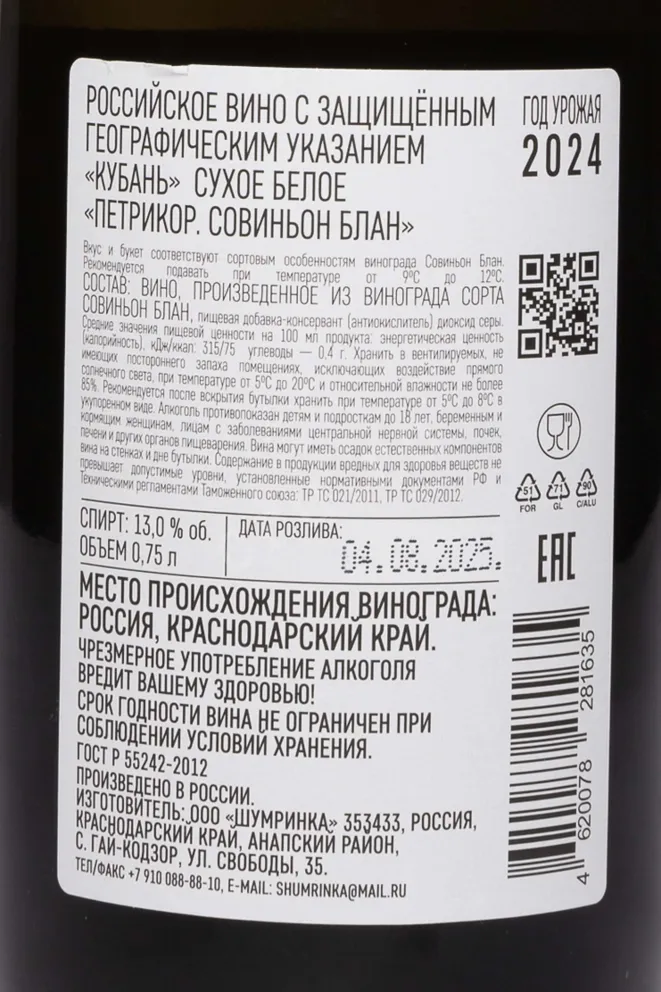 РОССИЙСКОЕ ВИНО С ЗАЩИЩЁННЫМ
ГЕОГРАФИЧЕСКИМ УКАЗАНИЕМ
«КУБАНЬ» СУХОЕ БЕЛОЕ
«ПЕТРИКОР. СОВИНЬОН БЛАН»
ГОД УРОЖАЯ
2024
Вкус и букет соответствуют сортовым особенностям винограда Совиньон Блан.
Рекомендуется подавать при температуре от 9ºС до 12ºС.
СОСТАВ: ВИНО, ПРОИЗВЕДЕННОЕ ИЗ ВИНОГРАДА СОРТА
СОВИНЬОН БЛАН, пищевая добавка-консервант (антиокислитель) диоксид серы.
Средние значения пищевой ценности на 100 мл продукта: энергетическая ценность
(калорийность), кДж/ккал: 315/75 углеводы — 0,4 г. Хранить в вентилируемых, не
имеющих постороннего запаха помещениях, исключающих воздействие прямого
солнечного света, при температуре от 5ºС до 20ºС и относительной влажности не более
85%. Рекомендуется после вскрытия бутылки хранить при температуре от 5ºС до 8ºС в
укупоренном виде. Алкоголь противопоказан детям и подросткам до 18 лет, беременным и
кормящим женщинам, лицам с заболеваниями центральной нервной системы, почек,
печени и других органов пищеварения. Вина могут иметь осадок естественных компонентов
вина на стенках и дне бутылки. Содержание в продукции вредных для здоровья веществ не
превышает допустимые уровни, установленные нормативными документами РФ и
Техническими регламентами Таможенного союза: ТР ТС 021/2011, ТР ТС 029/2012.
51 71 90
FOR GL C/ALU
СПИРТ: 13,0 % об.
ОБЪЕМ 0,75 л
ДАТА РОЗЛИВА:
04.08.2025.
EAC
МЕСТО ПРОИСХОЖДЕНИЯ ВИНОГРАДА:
РОССИЯ, КРАСНОДАРСКИЙ КРАЙ.
ЧРЕЗМЕРНОЕ УПОТРЕБЛЕНИЕ АЛКОГОЛЯ
ВРЕДИТ ВАШЕМУ ЗДОРОВЬЮ!
СРОК ГОДНОСТИ ВИНА НЕ ОГРАНИЧЕН ПРИ
СОБЛЮДЕНИИ УСЛОВИЙ ХРАНЕНИЯ.
ГОСТ Р 55242-2012
ПРОИЗВЕДЕНО В РОССИИ.
ИЗГОТОВИТЕЛЬ: ООО «ШУМРИНКА» 353433, РОССИЯ,
КРАСНОДАРСКИЙ КРАЙ, АНАПСКИЙ РАЙОН,
С. ГАЙ-КОДЗОР, УЛ. СВОБОДЫ, 35.
ТЕЛ/ФАКС +7 910 088-88-10, E-MAIL: SHUMRINKA@MAIL.RU
4 620078 281635